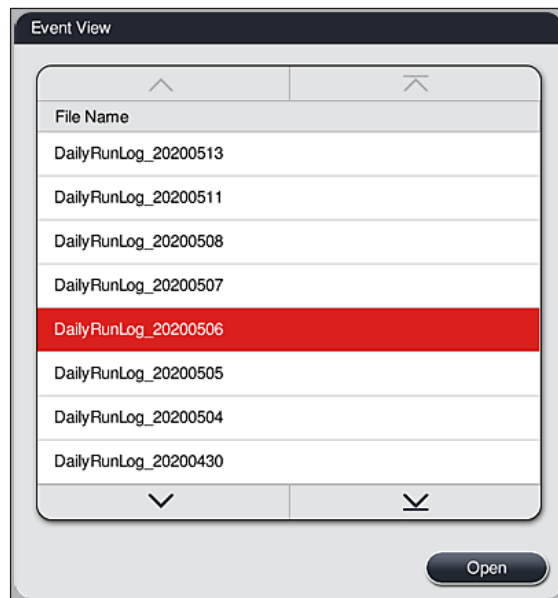 Event View
File Name
DailyRunLog_20200513
DailyRunLog_20200511
DailyRunLog_20200508
DailyRunLog_20200507
DailyRunLog_20200506
DailyRunLog_20200505
DailyRunLog_20200504
DailyRunLog_20200430
Open